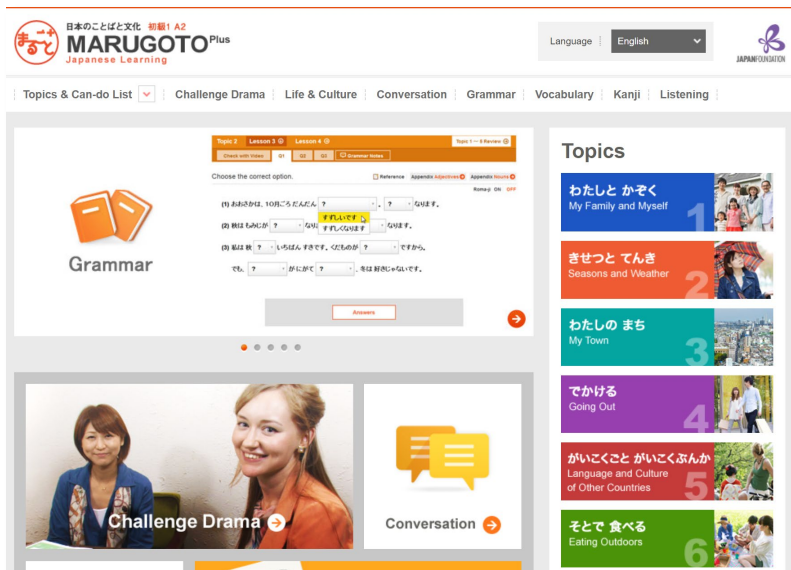 日本のことばと文化 初級1 A2
まるごと+
MARUGOTO Plus
Japanese Learning
Language
English
JAPANFOUNDATION
Topics & Can-do List
Challenge Drama
Life & Culture
Conversation
Grammar
Vocabulary
Kanji
Listening
Grammar
Topic 2 Lesson 3 Lesson 4 Topic 1 — 8 Review
Check with Video Q1 Q2 Q3 Grammar Notes
Choose the correct option.
Reference Appendix Adjectives Appendix Nouns
Romaji ON OFF
(1) おおさかは、10月ごろ だんだん ? 、 ? なります。
すずしいです
すずしくなります
(2) 秋は もみじが ? なり ? なります。
(3) 私は 秋 ? いちばん すきです。くだものが ? ですから。
でも、 ? が にがて ? 、冬は 好きじゃないです。
Answers
Challenge Drama
Conversation
Topics
わたしと かぞく
My Family and Myself
1
きせつと てんき
Seasons and Weather
2
わたしの まち
My Town
3
でかける
Going Out
4
がいこくごと がいこくぶんか
Language and Culture
of Other Countries
5
そとで 食べる
Eating Outdoors
6